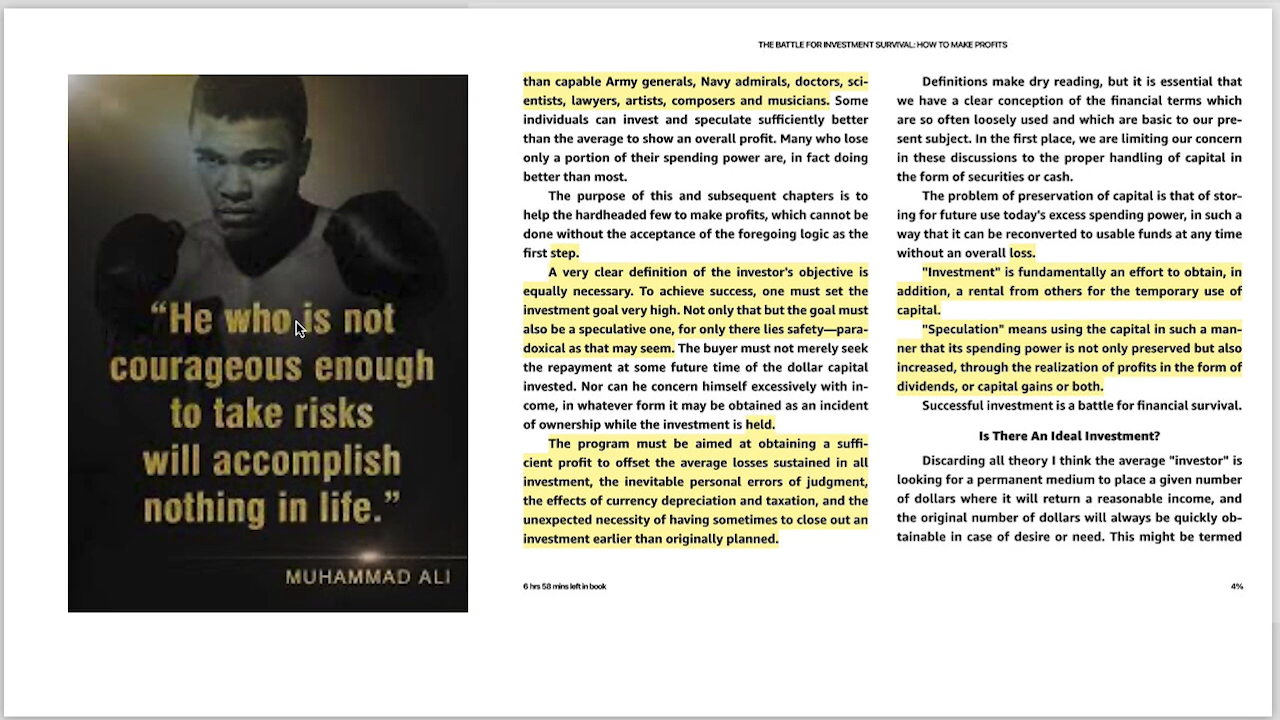 THE BATTLE FOR INVESTMENT SURVIVAL: HOW TO MAKE PROFITS
“He who is not
courageous enough
to take risks
will accomplish
nothing in life.”
MUHAMMAD ALI
than capable Army generals, Navy admirals, doctors, sci-
entists, lawyers, artists, composers and musicians. Some
individuals can invest and speculate sufficiently better
than the average to show an overall profit. Many who lose
only a portion of their spending power are, in fact doing
better than most.
The purpose of this and subsequent chapters is to
help the hardheaded few to make profits, which cannot be
done without the acceptance of the foregoing logic as the
first step.
A very clear definition of the investor's objective is
equally necessary. To achieve success, one must set the
investment goal very high. Not only that but the goal must
also be a speculative one, for only there lies safety—para-
doxical as that may seem. The buyer must not merely seek
the repayment at some future time of the dollar capital
invested. Nor can he concern himself excessively with in-
come, in whatever form it may be obtained as an incident
of ownership while the investment is held.
The program must be aimed at obtaining a suffi-
cient profit to offset the average losses sustained in all
investment, the inevitable personal errors of judgment,
the effects of currency depreciation and taxation, and the
unexpected necessity of having sometimes to close out an
investment earlier than originally planned.
Definitions make dry reading, but it is essential that
we have a clear conception of the financial terms which
are so often loosely used and which are basic to our pre-
sent subject. In the first place, we are limiting our concern
in these discussions to the proper handling of capital in
the form of securities or cash.
The problem of preservation of capital is that of stor-
ing for future use today's excess spending power, in such a
way that it can be reconverted to usable funds at any time
without an overall loss.
"Investment" is fundamentally an effort to obtain, in
addition, a rental from others for the temporary use of
capital.
"Speculation" means using the capital in such a man-
ner that its spending power is not only preserved but also
increased, through the realization of profits in the form of
dividends, or capital gains or both.
Successful investment is a battle for financial survival.
Is There An Ideal Investment?
Discarding all theory I think the average "investor" is
looking for a permanent medium to place a given number
of dollars where it will return a reasonable income, and
the original number of dollars will always be quickly ob-
tainable in case of desire or need. This might be termed
6 hrs 58 mins left in book
4%